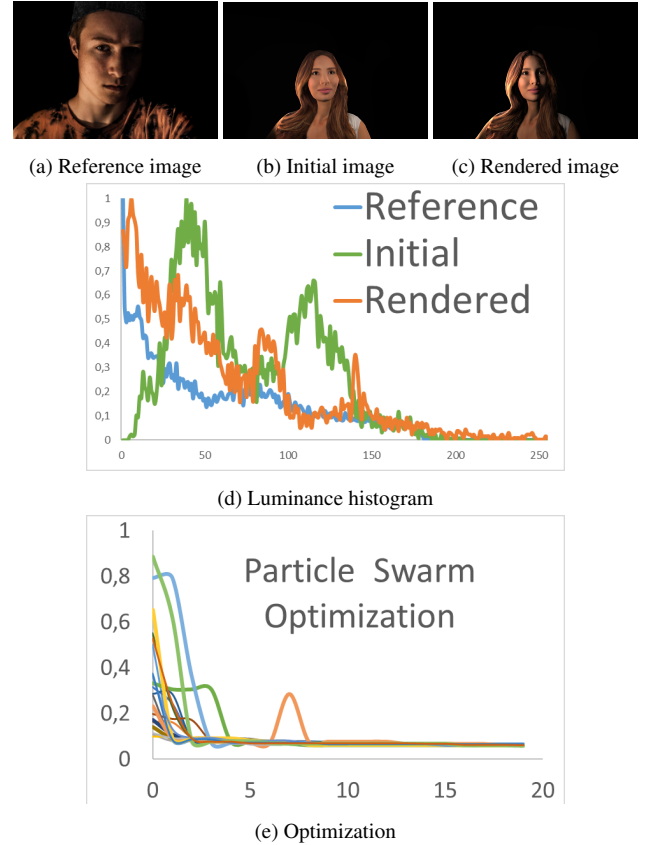 (a) Reference image (b) Initial image (c) Rendered image
1
0,9
0,8
0,7
0,6
0,5
0,4
0,3
0,2
0,1
0
0 50 100 150 200 250
Reference
Initial
Rendered
(d) Luminance histogram
1
0,8
0,6
0,4
0,2
0
0 5 10 15 20
Particle Swarm
Optimization
(e) Optimization